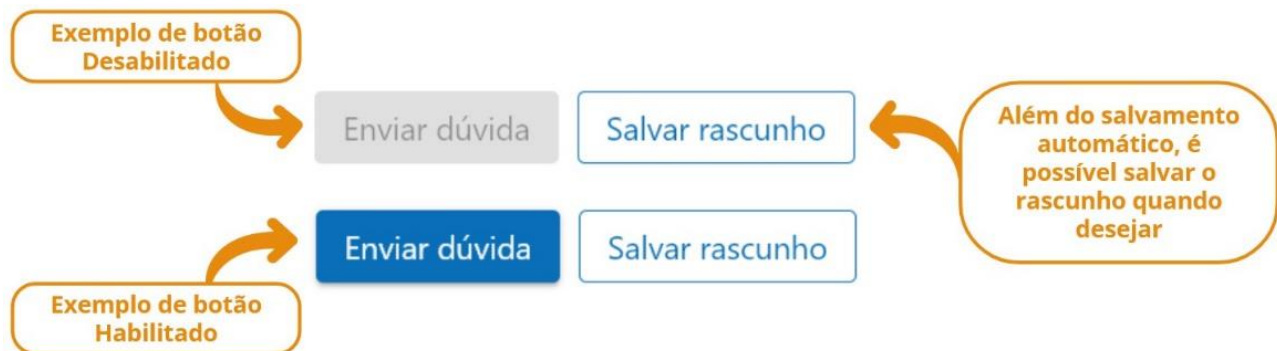 Exemplo de botão
Desabilitado
Enviar dúvida
Salvar rascunho
Além do salvamento
automático, é
possível salvar o
rascunho quando
desejar
Enviar dúvida
Salvar rascunho
Exemplo de botão
Habilitado